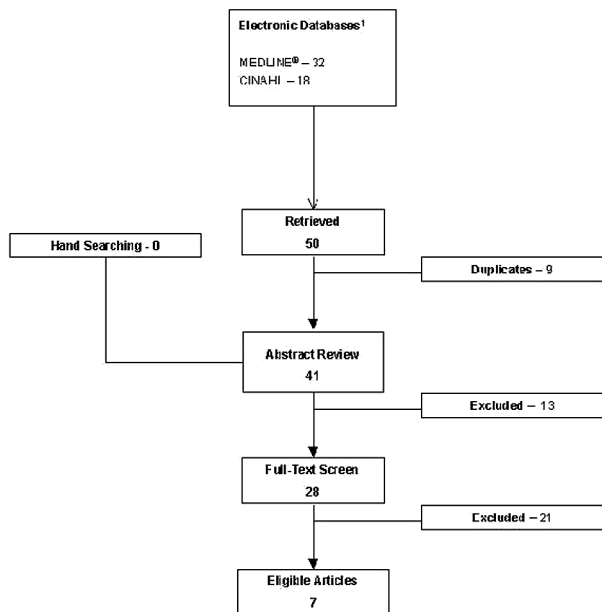 Electronic Databases¹
MEDLINE® – 32
CINAHL – 18
Retrieved
50
Hand Searching - 0
Duplicates – 9
Abstract Review
41
Excluded – 13
Full-Text Screen
28
Excluded – 21
Eligible Articles
7